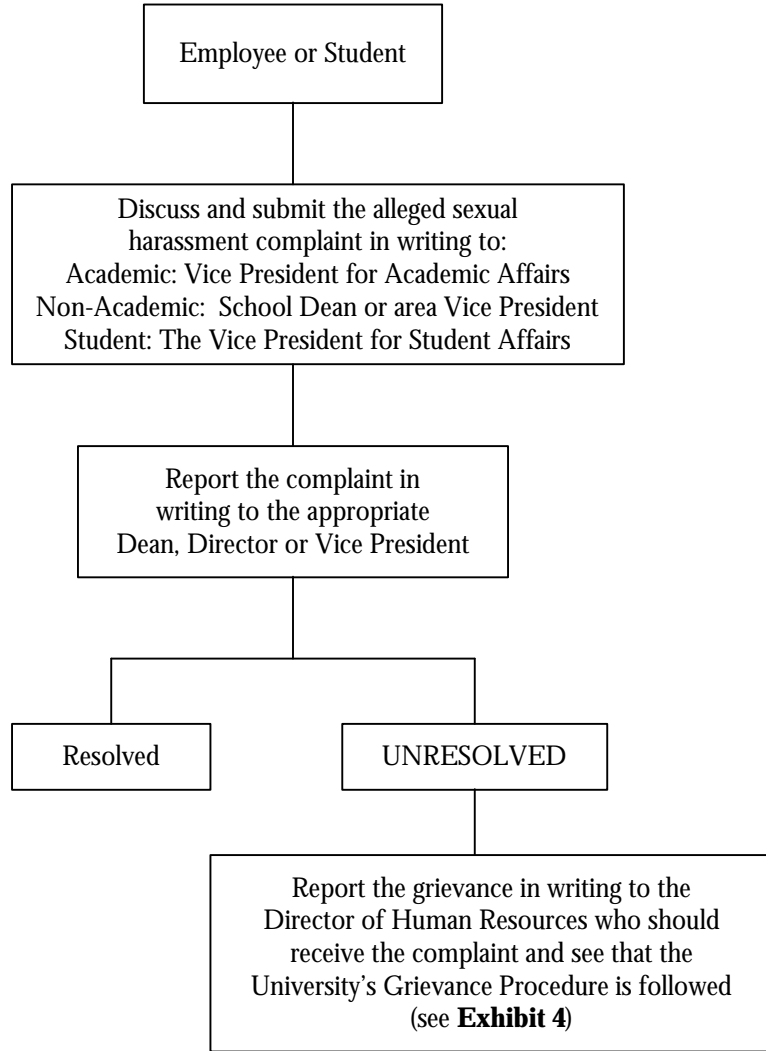 Employee or Student
Discuss and submit the alleged sexual
harassment complaint in writing to:
Academic: Vice President for Academic Affairs
Non-Academic: School Dean or area Vice President
Student: The Vice President for Student Affairs
Report the complaint in
writing to the appropriate
Dean, Director or Vice President
Resolved
UNRESOLVED
Report the grievance in writing to the
Director of Human Resources who should
receive the complaint and see that the
University’s Grievance Procedure is followed
(see Exhibit 4)